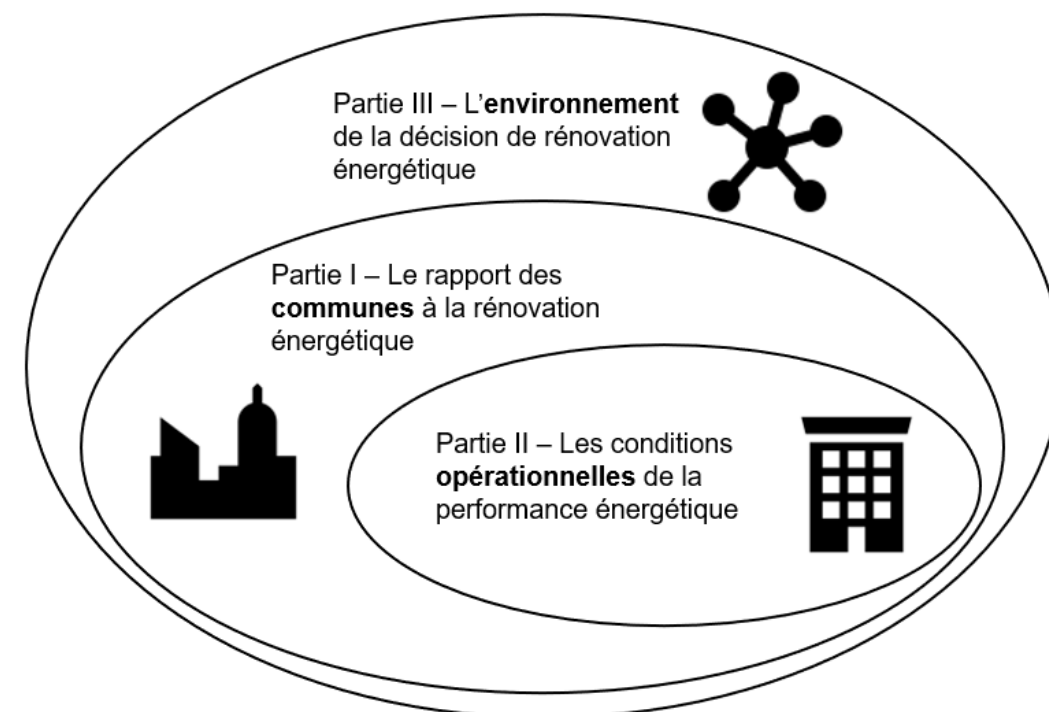 Partie III – L’environnement
de la décision de rénovation
énergétique
Partie I – Le rapport des
communes à la rénovation
énergétique
Partie II – Les conditions
opérationnelles de la
performance énergétique